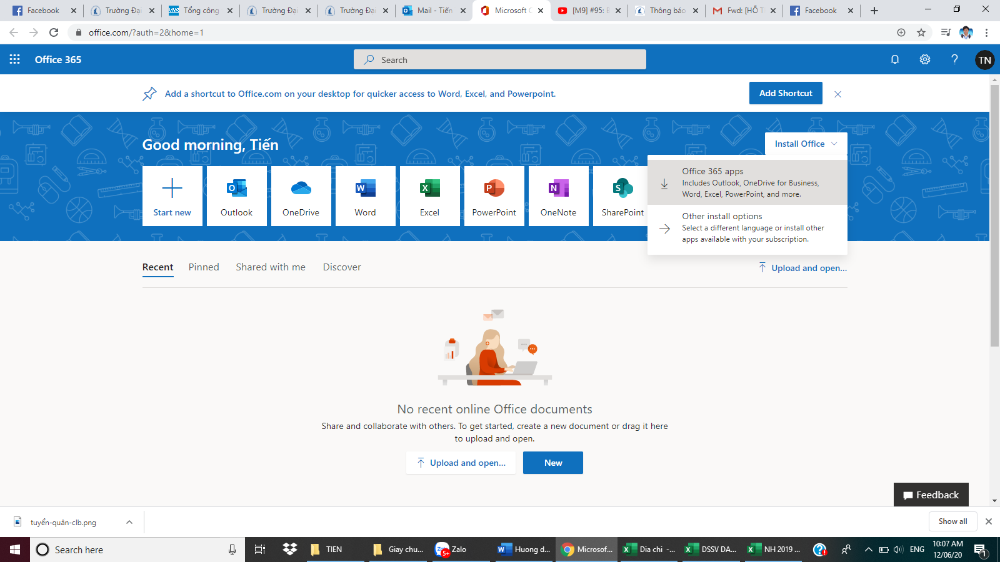 Facebook
Trường Đại
Tổng công
Trường Đại
Trường Đại
Mail - Tiến
Microsoft O
[M9] #95:
Thông báo
Fwd: [HỖ T
Facebook
office.com/?auth=2&home=1
Office 365
Search
TN
Add a shortcut to Office.com on your desktop for quicker access to Word, Excel, and Powerpoint.
Add Shortcut
Good morning, Tiến
Install Office
Office 365 apps
Includes Outlook, OneDrive for Business,
Word, Excel, PowerPoint, and more.
Other install options
Select a different language or install other
apps available with your subscription.
Start new
Outlook
OneDrive
Word
Excel
PowerPoint
OneNote
SharePoint
Recent
Pinned
Shared with me
Discover
Upload and open...
No recent online Office documents
Share and collaborate with others. To get started, create a new document or drag it here
to upload and open.
Upload and open...
New
Feedback
tuyển-quân-clb.png
Show all
Search here
TIEN
Giay chu...
Zalo
5+
Huong d...
Microsof...
Dia chi -...
DSSV DA...
NH 2019 ...
ENG
10:07 AM
12/06/20
1